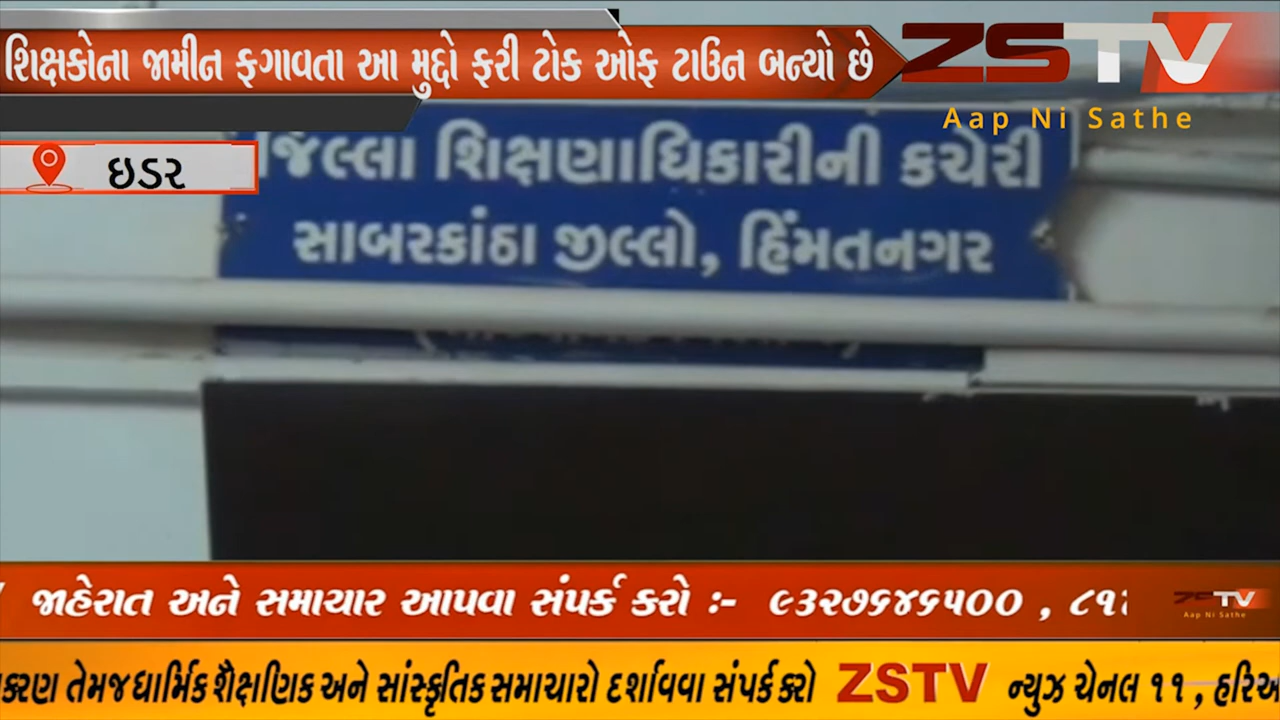 શિક્ષકોના જામીન ફગાવતા આ મુદ્દો ફરી ટોક ઓફ ટાઉન બન્યો છે
ZSTV
Aap Ni Sathe
ઇડર
જિલ્લા શિક્ષણાધિકારીની કચેરી
સાબરકાંઠા જીલ્લો, હિંમતનગર
જાહેરાત અને સમાચાર આપવા સંપર્ક કરો :- ૯૩૨૭૬૪૬૫૦૦ ,
ZSTV
Aap Ni Sathe
તેમજ ધાર્મિક શૈક્ષણિક અને સાંસ્કૃતિક સમાચારો દર્શાવવા સંપર્ક કરો ZSTV ન્યુઝ ચેનલ ૧૧ ,